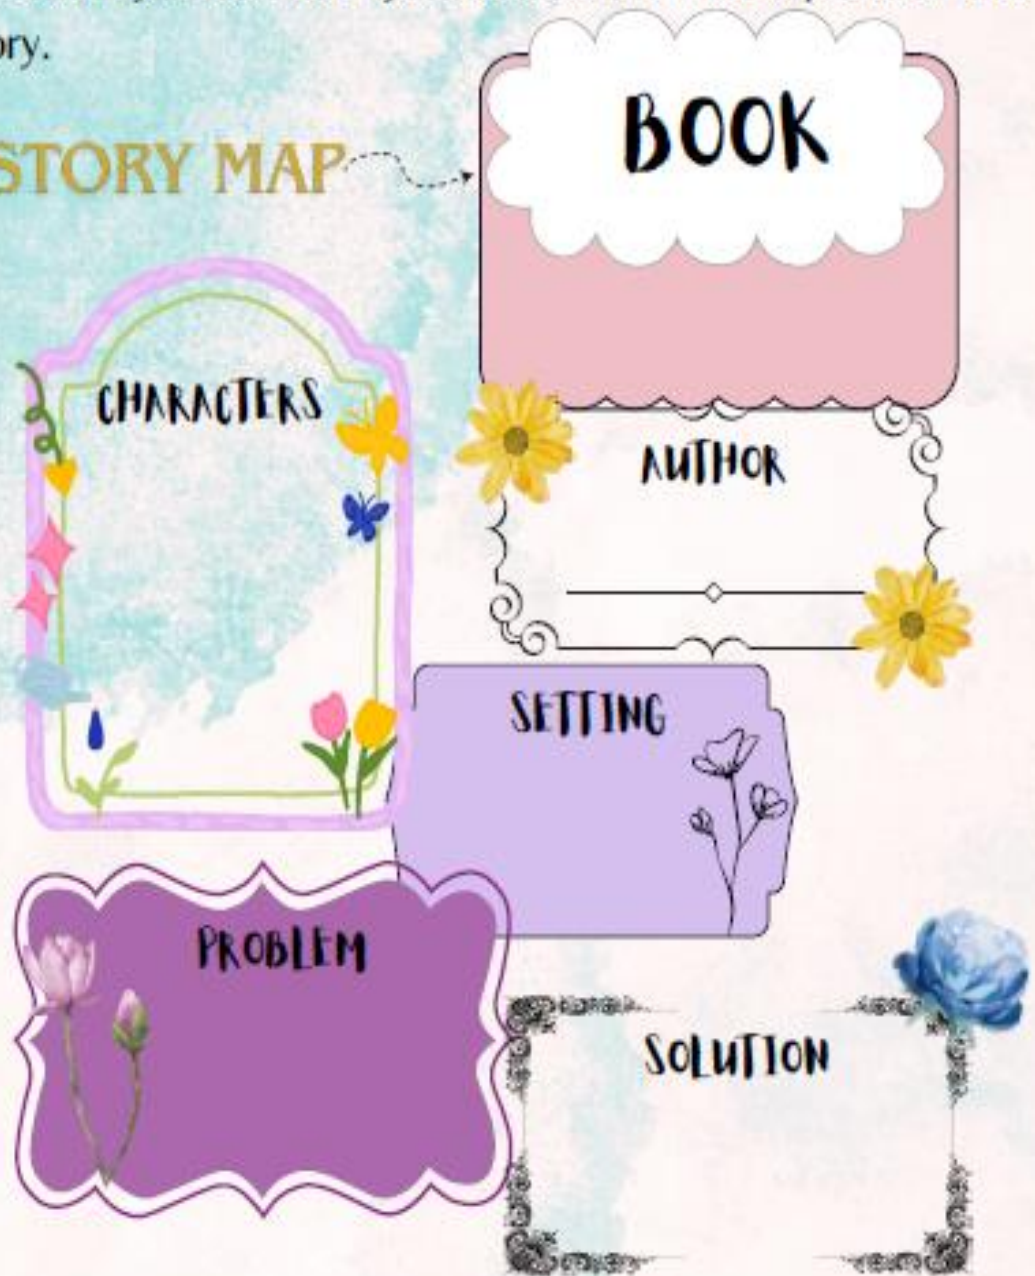 ory.
STORY MAP
BOOK
CHARACTERS
AUTHOR
SETTING
PROBLEM
SOLUTION